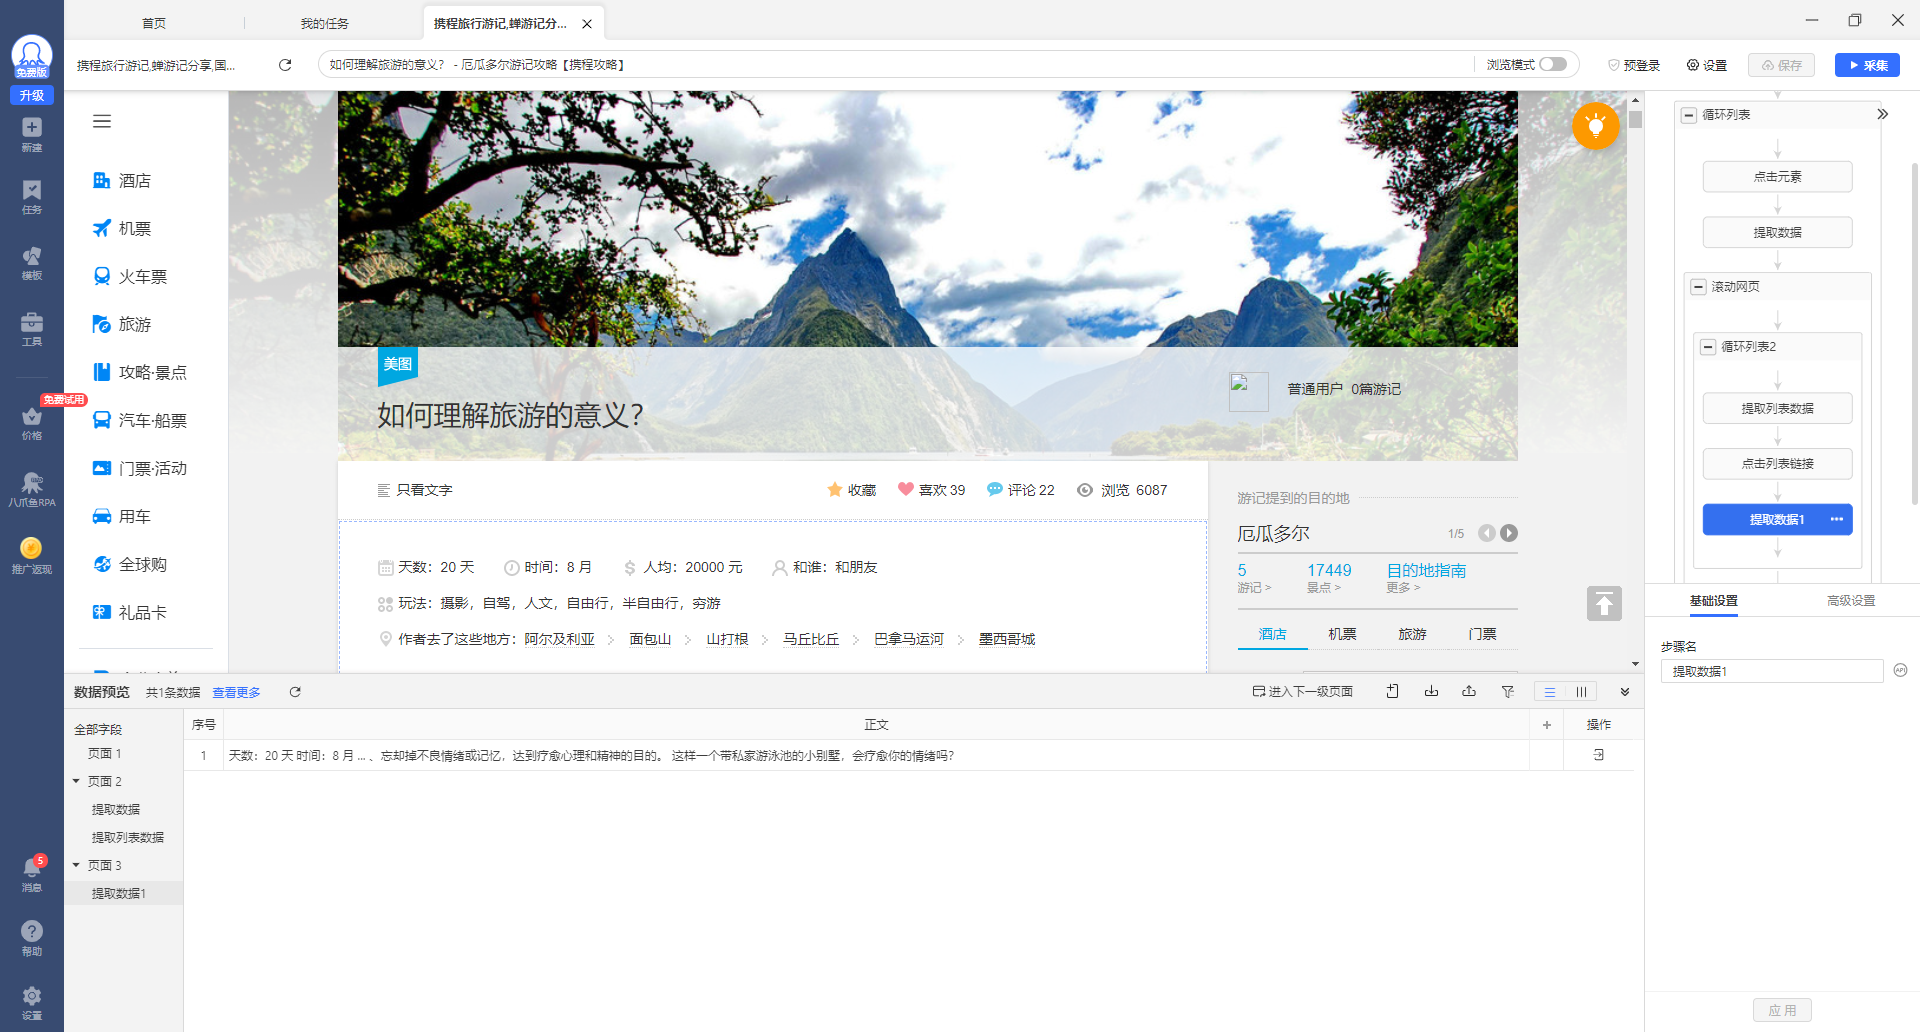 首页
我的任务
携程旅行游记,蝉游记分...
免费版
升级
新建
任务
模板
工具
免费试用
价格
八爪鱼RPA
推广返现
5
消息
帮助
设置
携程旅行游记,蝉游记分享,国...
如何理解旅游的意义？ - 厄瓜多尔游记攻略【携程攻略】
浏览模式
预登录
设置
保存
采集
酒店
机票
火车票
旅游
攻略·景点
汽车·船票
门票·活动
用车
全球购
礼品卡
美图
如何理解旅游的意义？
普通用户 0篇游记
只看文字
收藏
喜欢 39
评论 22
浏览 6087
天数：20 天
时间：8 月
人均：20000 元
和谁：和朋友
玩法：摄影，自驾，人文，自由行，半自由行，穷游
作者去了这些地方：阿尔及利亚 > 面包山 > 山打根 > 马丘比丘 > 巴拿马运河 > 墨西哥城
游记提到的目的地
厄瓜多尔
1/5
5
游记 >
17449
景点 >
目的地指南
更多 >
酒店
机票
旅游
门票
循环列表
点击元素
提取数据
滚动网页
循环列表2
提取列表数据
点击列表链接
提取数据1
基础设置
高级设置
步骤名
提取数据1
API
应 用
数据预览
共1条数据
查看更多
进入下一级页面
全部字段
页面 1
页面 2
提取数据
提取列表数据
页面 3
提取数据1
序号
正文
操作
1
天数：20 天 时间：8 月 ... 、忘却掉不良情绪或记忆，达到疗愈心理和精神的目的。 这样一个带私家游泳池的小别墅，会疗愈你的情绪吗?